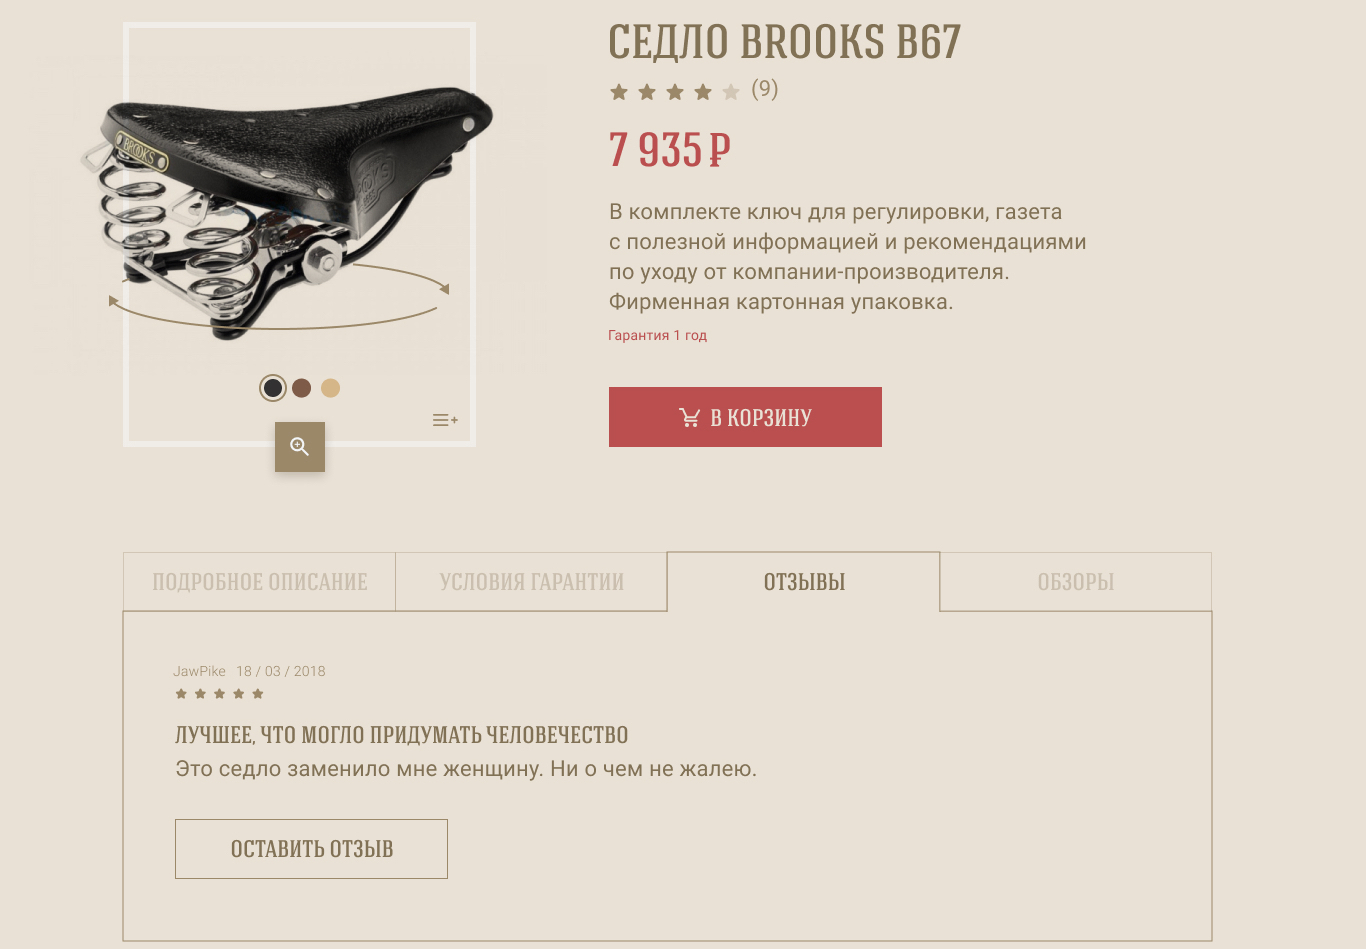 СЕДЛО BROOKS B67
(9)
7 935 ₽
BROOKS
В комплекте ключ для регулировки, газета
с полезной информацией и рекомендациями
по уходу от компании-производителя.
Фирменная картонная упаковка.
Гарантия 1 год
В КОРЗИНУ
ПОДРОБНОЕ ОПИСАНИЕ
УСЛОВИЯ ГАРАНТИИ
ОТЗЫВЫ
ОБЗОРЫ
JawPike 18 / 03 / 2018
ЛУЧШЕЕ, ЧТО МОГЛО ПРИДУМАТЬ ЧЕЛОВЕЧЕСТВО
Это седло заменило мне женщину. Ни о чем не жалею.
ОСТАВИТЬ ОТЗЫВ